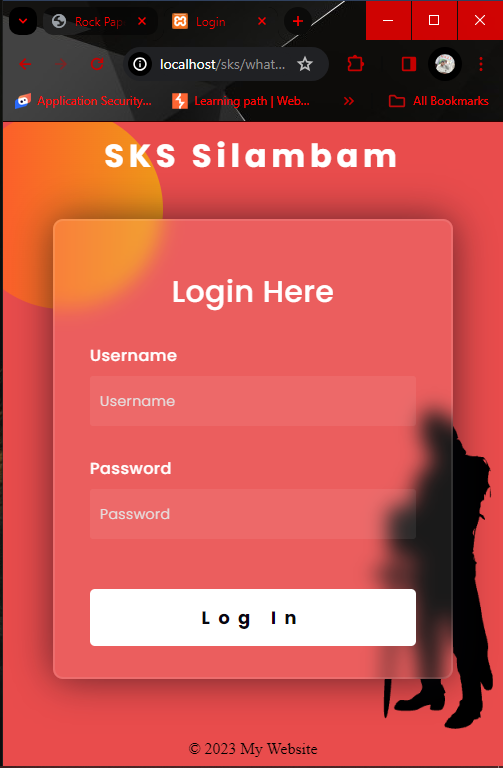 Rock Pap
Login
localhost/sks/what...
Application Security...
Learning path | Web...
All Bookmarks
SKS Silambam
Login Here
Username
Username
Password
Password
Log In
© 2023 My Website